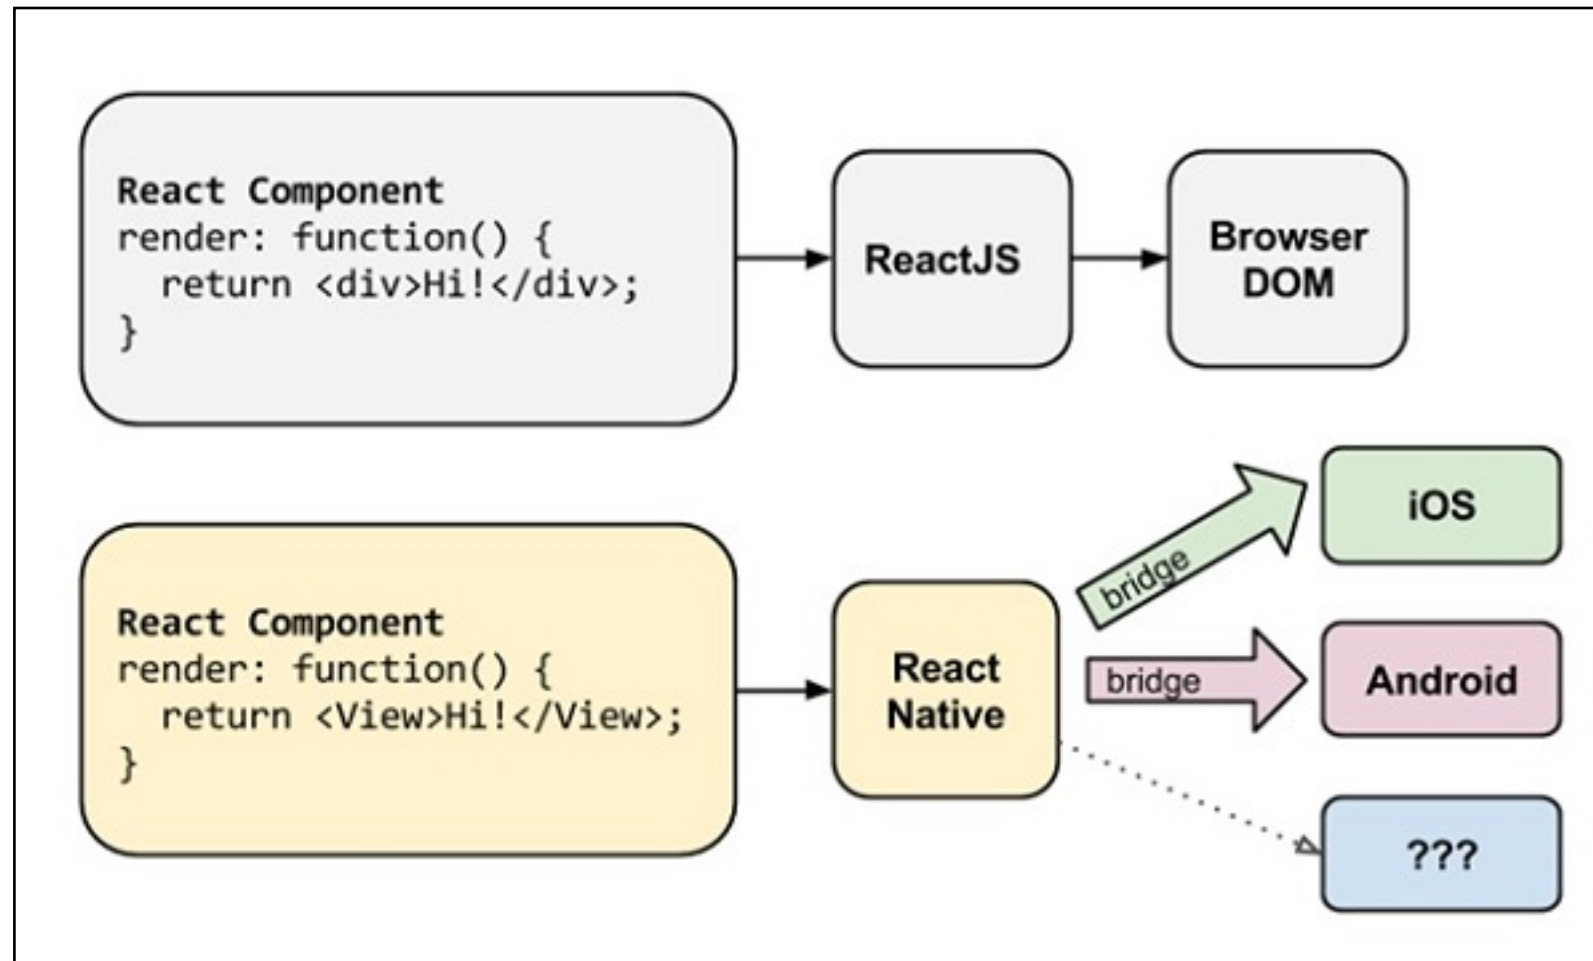 React Component
render: function() {
  return <div>Hi!</div>;
}
ReactJS
Browser
DOM
React Component
render: function() {
  return <View>Hi!</View>;
}
React
Native
bridge
iOS
bridge
Android
???